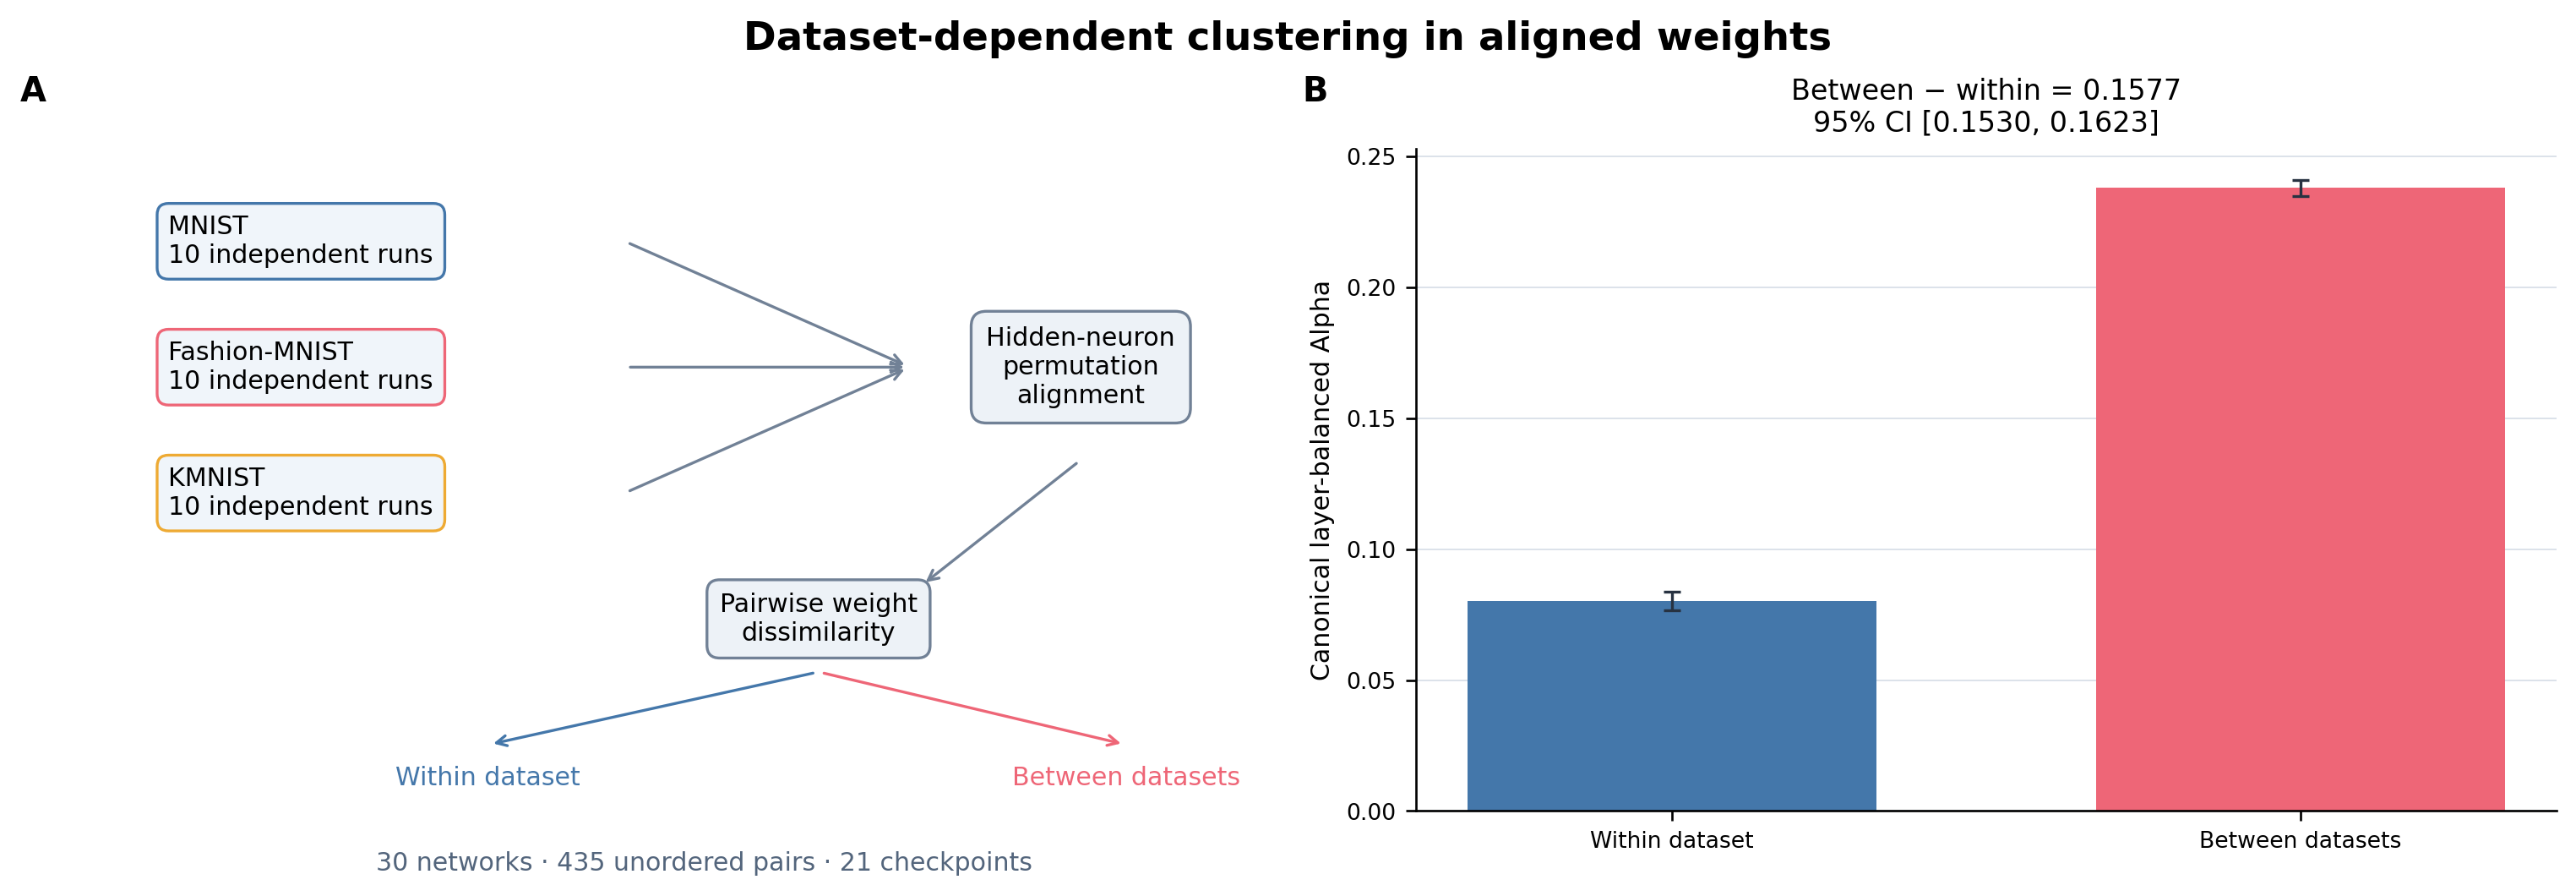 Dataset-dependent clustering in aligned weights
A
MNIST
10 independent runs
Fashion-MNIST
10 independent runs
KMNIST
10 independent runs
Hidden-neuron
permutation
alignment
Pairwise weight
dissimilarity
Within dataset
Between datasets
30 networks · 435 unordered pairs · 21 checkpoints
B
Between − within = 0.1577
95% CI [0.1530, 0.1623]
Canonical layer-balanced Alpha
0.25
0.20
0.15
0.10
0.05
0.00
Within dataset
Between datasets